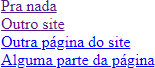 Pra nada
Outro site
Outra página do site
Alguma parte da página